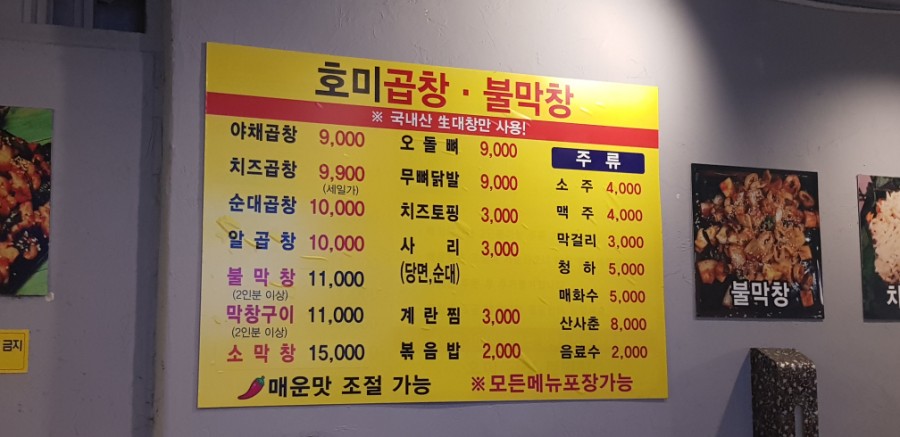 호미곱창 · 불막창
※ 국내산 生대창만 사용!
야채곱창 9,000
치즈곱창 9,900
(세일가)
순대곱창 10,000
알곱창 10,000
불막창 11,000
(2인분 이상)
막창구이 11,000
(2인분 이상)
소막창 15,000
오돌뼈 9,000
무뼈닭발 9,000
치즈토핑 3,000
사리 3,000
(당면,순대)
계란찜 3,000
볶음밥 2,000
주류
소주 4,000
맥주 4,000
막걸리 3,000
청하 5,000
매화수 5,000
산사춘 8,000
음료수 2,000
매운맛 조절 가능
※모든메뉴포장가능
불막창
금지